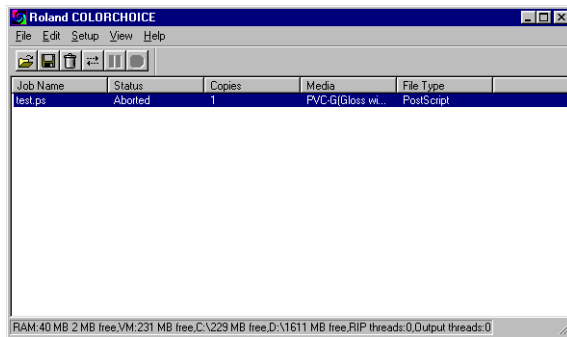 Roland COLORCHOICE
File Edit Setup View Help
Job Name Status Copies Media File Type
test.ps Aborted 1 PVC-G(Gloss wi... PostScript
RAM:40 MB 2 MB free,VM:231 MB free,C:\229 MB free,D:\1611 MB free,RIP threads:0,Output threads:0